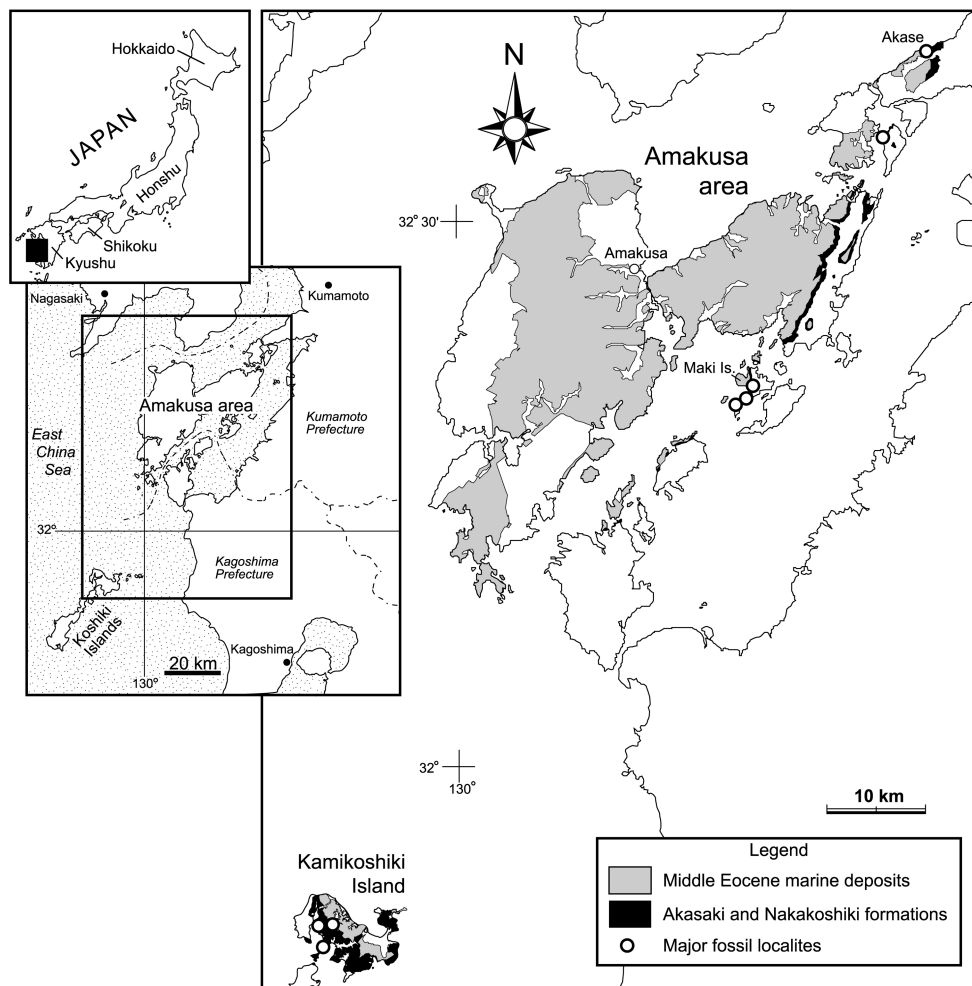 Hokkaido
JAPAN
Honshu
Shikoku
Kyushu
Nagasaki
Kumamoto
Amakusa area
East
China
Sea
Kumamoto
Prefecture
32°
Kagoshima
Prefecture
Koshiki
Islands
Kagoshima
20 km
130°
N
Akase
Amakusa
area
32° 30'
Amakusa
Maki Is.
32°
130°
10 km
Kamikoshiki
Island
Legend
Middle Eocene marine deposits
Akasaki and Nakakoshiki formations
Major fossil localites